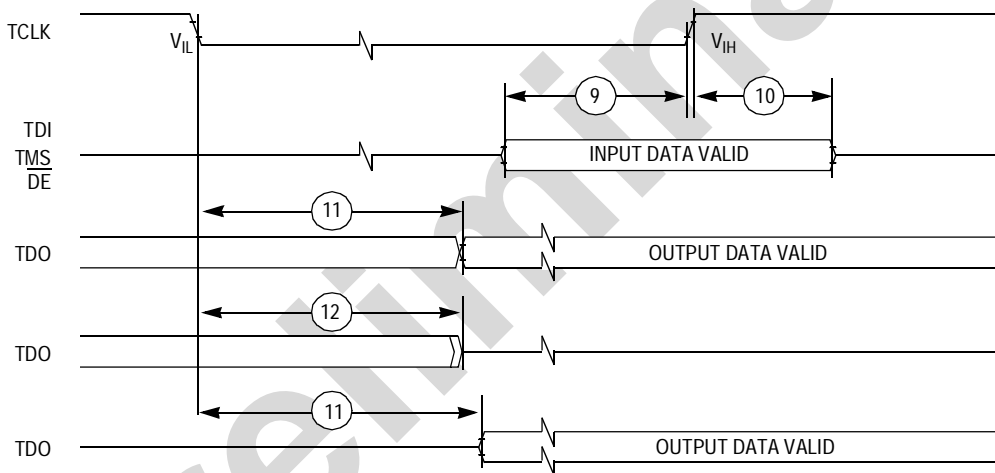 TCLK
VIL
VIH
9
10
TDI
TMS
DE
INPUT DATA VALID
11
TDO
OUTPUT DATA VALID
12
TDO
11
TDO
OUTPUT DATA VALID